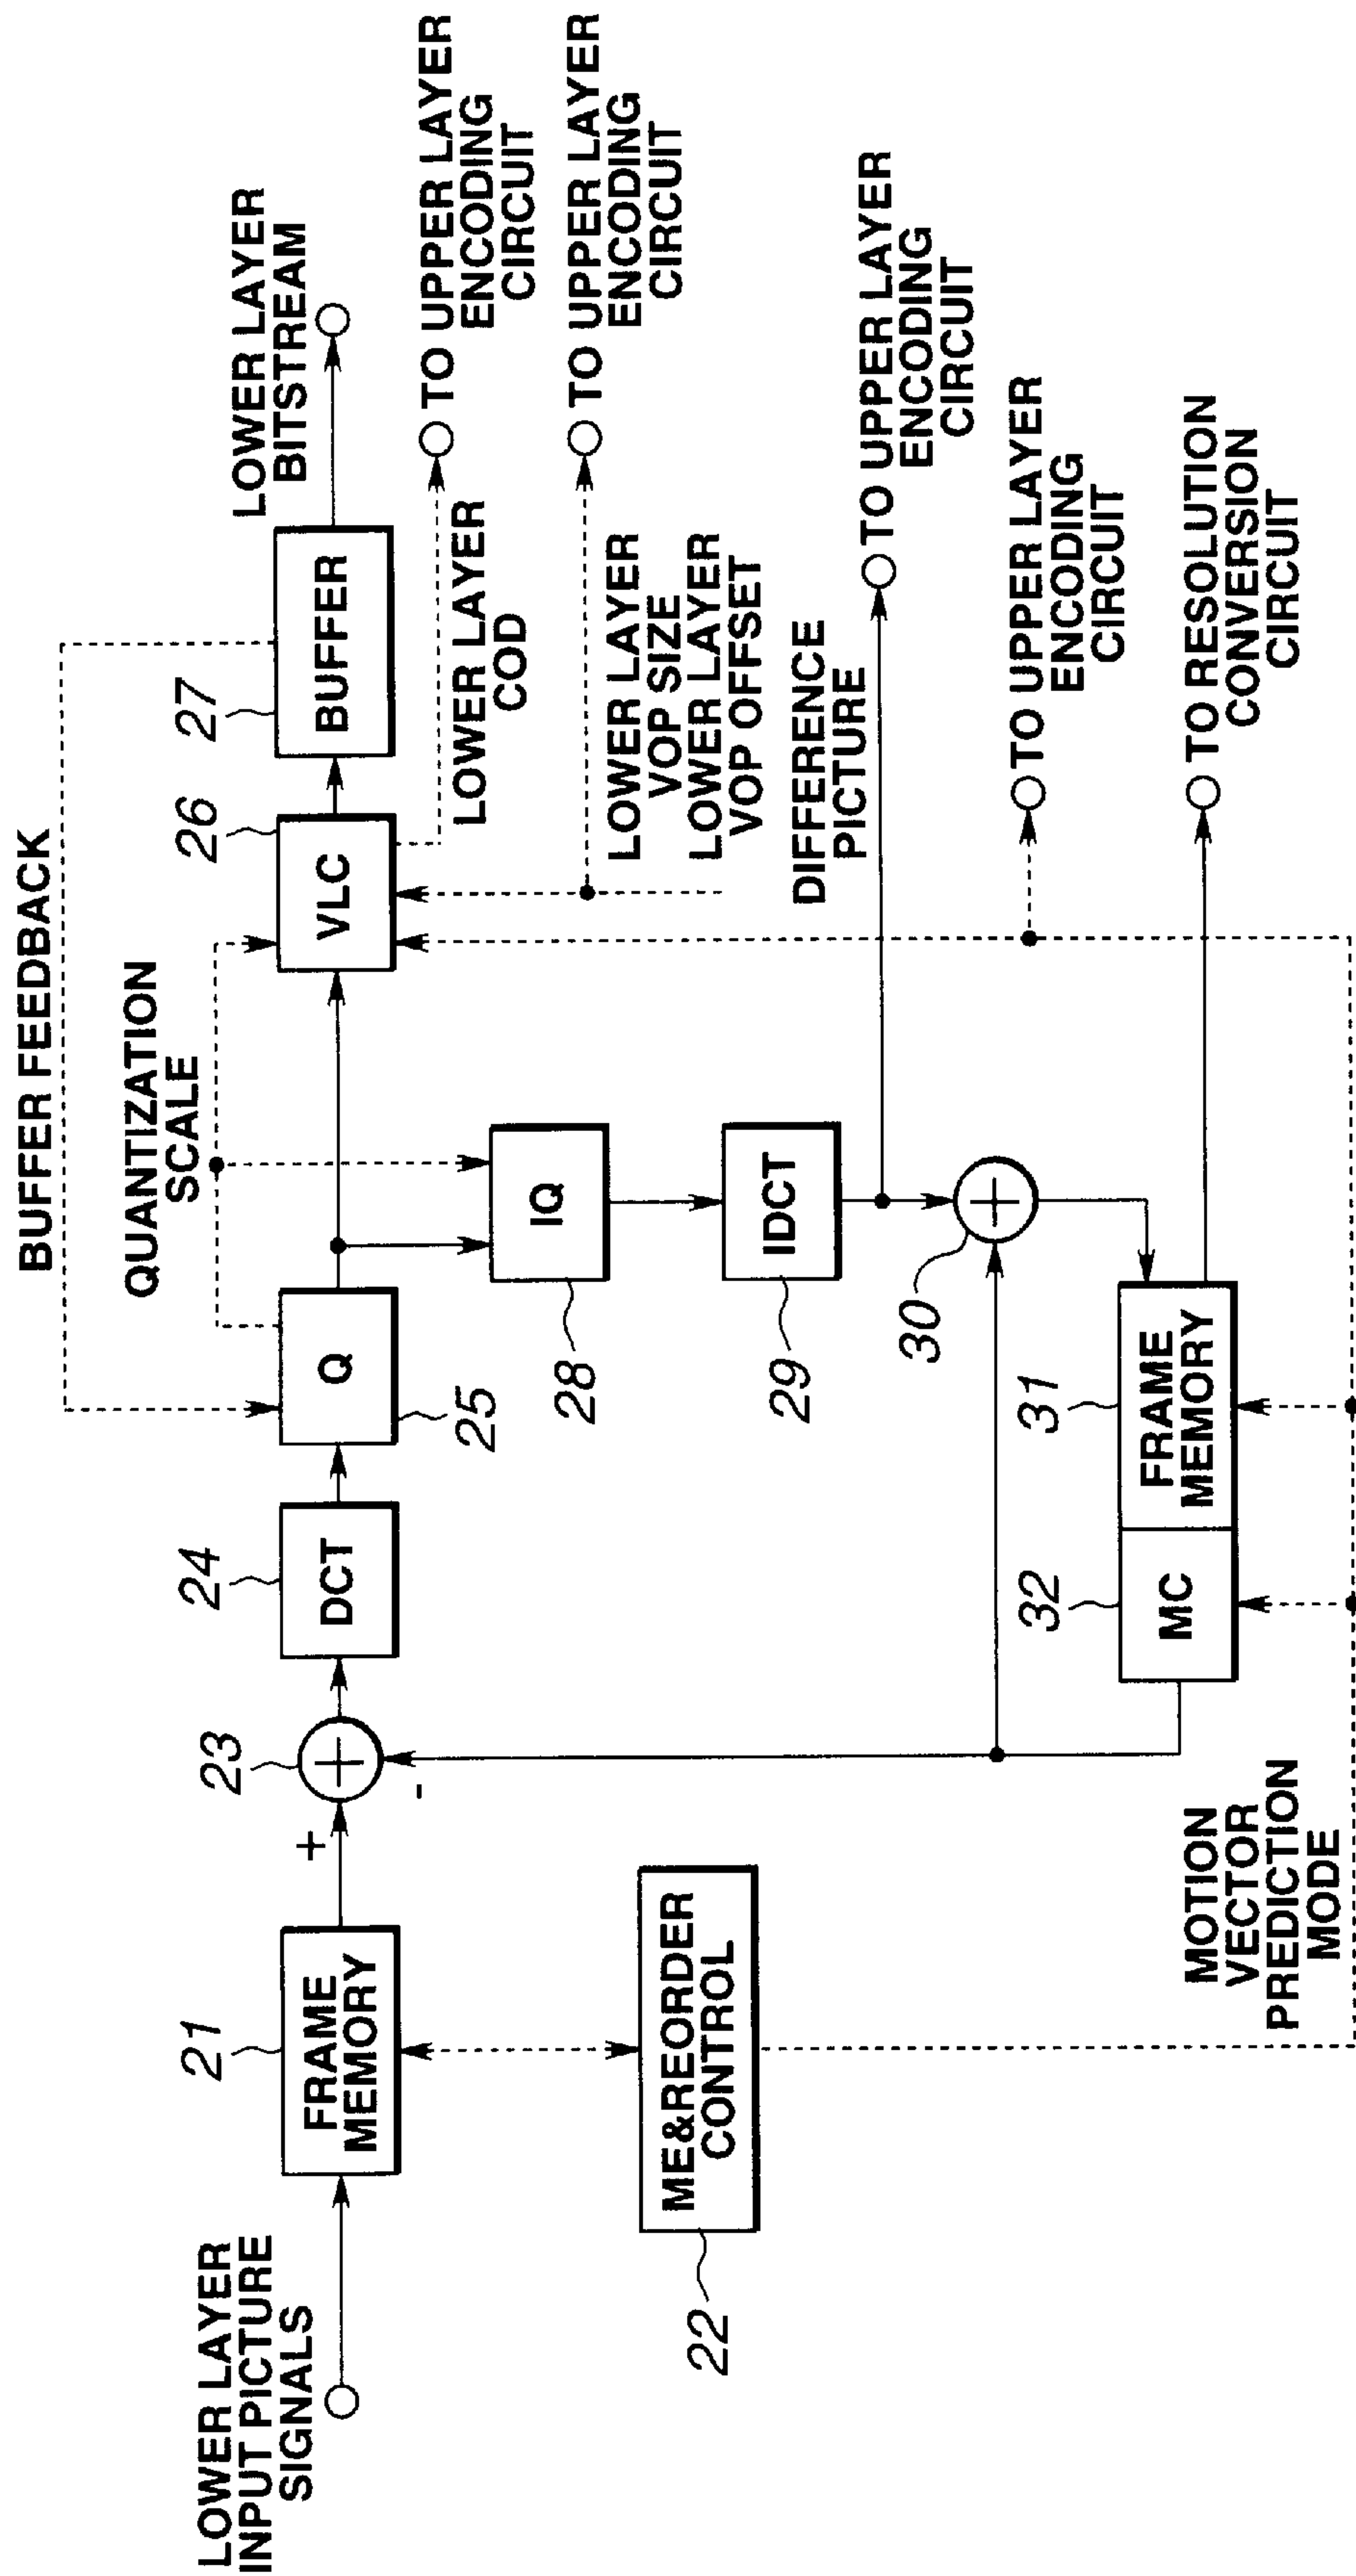 BUFFER FEEDBACK
QUANTIZATION
SCALE
LOWER LAYER
BITSTREAM
LOWER LAYER
INPUT PICTURE
SIGNALS
21
FRAME
MEMORY
+
-
23
24
DCT
25
Q
26
VLC
27
BUFFER
TO UPPER LAYER
ENCODING
CIRCUIT
LOWER LAYER
COD
TO UPPER LAYER
ENCODING
CIRCUIT
LOWER LAYER
VOP SIZE
LOWER LAYER
VOP OFFSET
22
ME&REORDER
CONTROL
28
IQ
29
IDCT
DIFFERENCE
PICTURE
TO UPPER LAYER
ENCODING
CIRCUIT
30
TO UPPER LAYER
ENCODING
CIRCUIT
32
MC
31
FRAME
MEMORY
TO RESOLUTION
CONVERSION
CIRCUIT
MOTION
VECTOR
PREDICTION
MODE